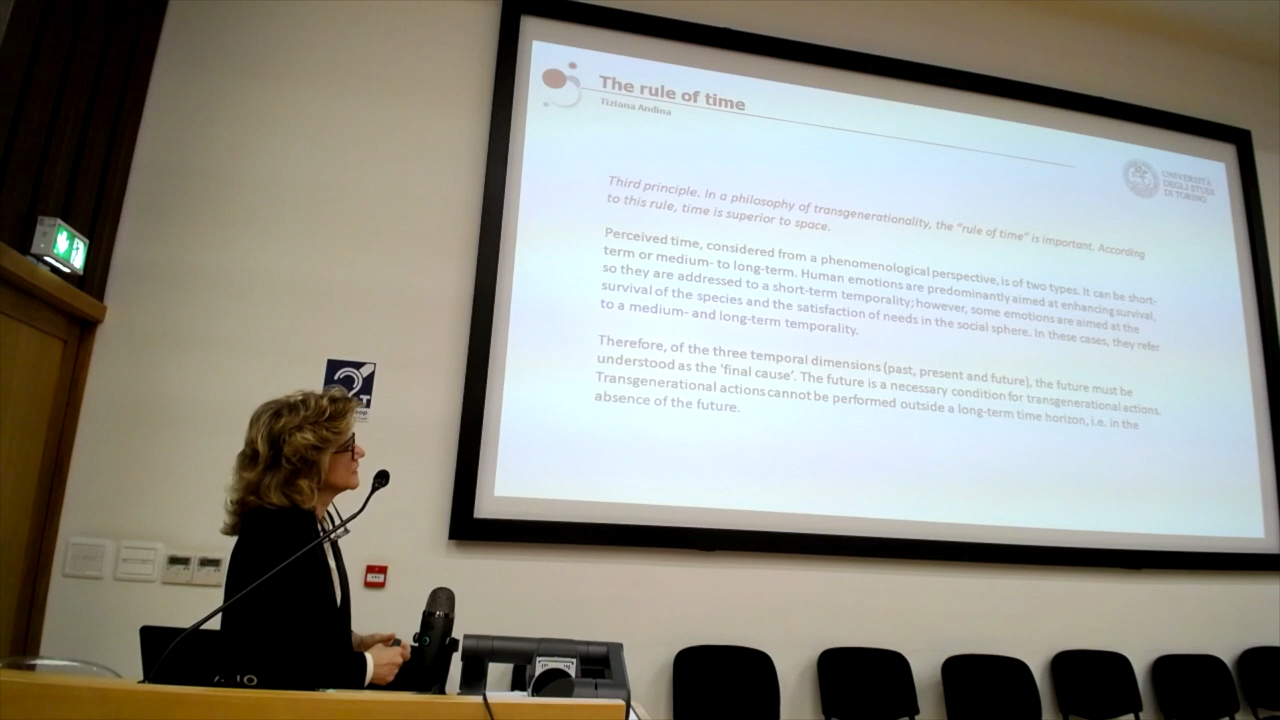 The rule of time
Tiziana Andina
UNIVERSITÀ
DEGLI STUDI
DI TORINO
Third principle. In a philosophy of transgenerationality, the "rule of time" is important. According
to this rule, time is superior to space.
Perceived time, considered from a phenomenological perspective, is of two types. It can be short-
term or medium- to long-term. Human emotions are predominantly aimed at enhancing survival,
so they are addressed to a short-term temporality; however, some emotions are aimed at the
survival of the species and the satisfaction of needs in the social sphere. In these cases, they refer
to a medium- and long-term temporality.
Therefore, of the three temporal dimensions (past, present and future), the future must be
understood as the 'final cause'. The future is a necessary condition for transgenerational actions.
Transgenerational actions cannot be performed outside a long-term time horizon, i.e. in the
absence of the future.
T